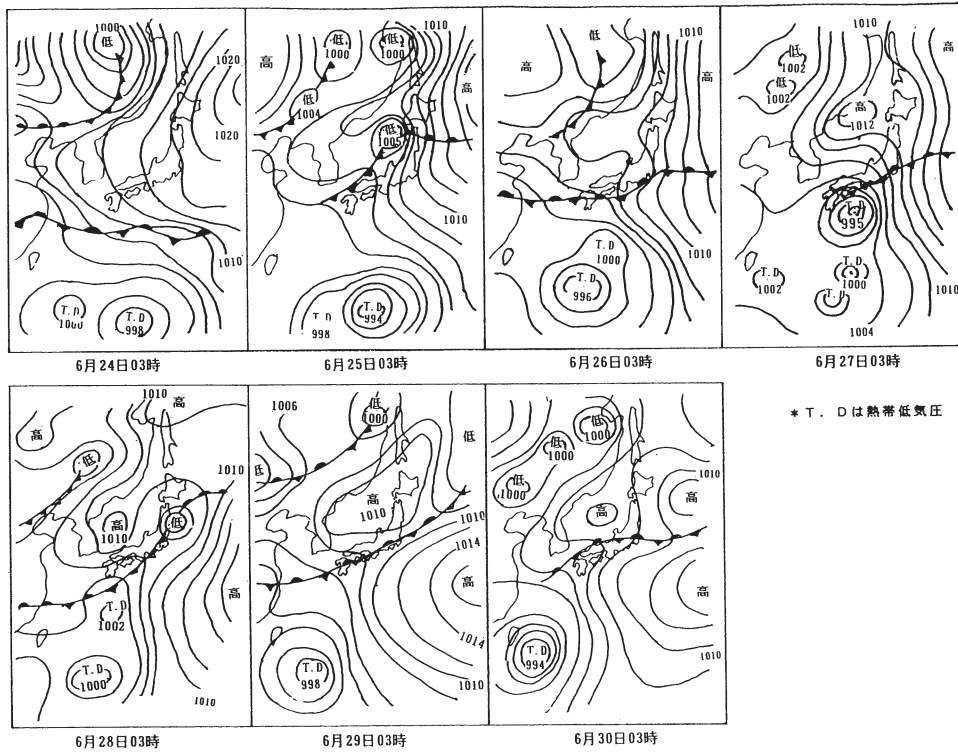 1000
低
1020
1020
1010
T.D
1000
T.D
998
6月24日03時
1010
低
1000
低
1000
高
高
低
1004
低
1005
1010
T.D
994
T.D
998
6月25日03時
低
1010
高
高
T.D
1000
T.D
996
1010
6月26日03時
1010
低
1002
高
低
1002
高
1012
T.D
995
T.D
1002
T.D
1000
T.D
1010
1004
6月27日03時
1010
高
高
低
1010
高
1010
低
高
T.D
1002
T.D
1000
1010
6月28日03時
1006
低
1000
低
低
高
1010
1010
1014
高
1014
T.D
998
1010
6月29日03時
低
1000
低
1000
低
1000
1010
高
高
高
T.D
994
1010
6月30日03時
*T.Dは熱帯低気圧